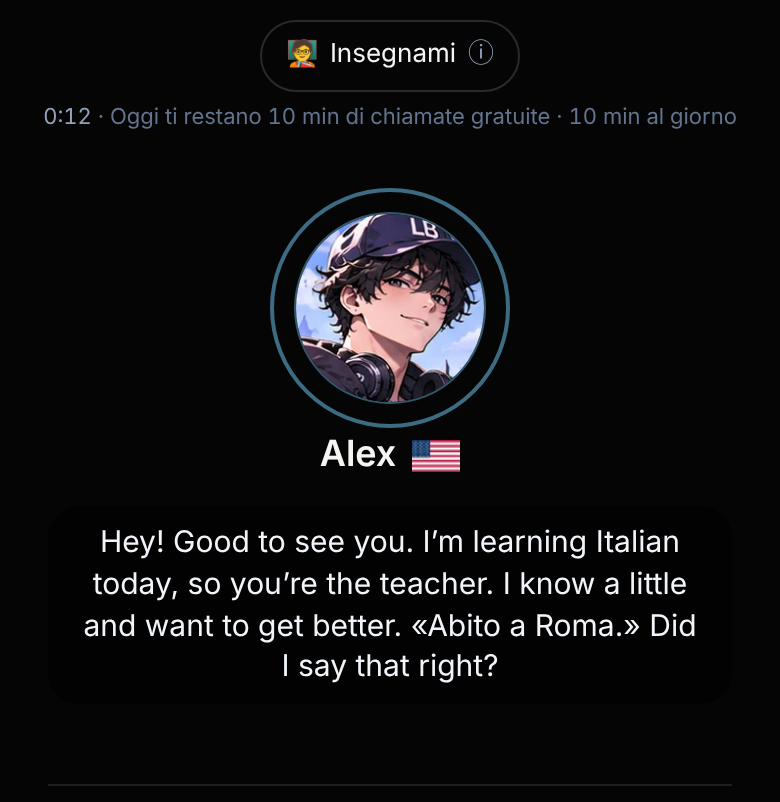 Insegnami ⓘ
0:12 · Oggi ti restano 10 min di chiamate gratuite · 10 min al giorno
LB
Alex
Hey! Good to see you. I’m learning Italian
today, so you’re the teacher. I know a little
and want to get better. «Abito a Roma.» Did
I say that right?